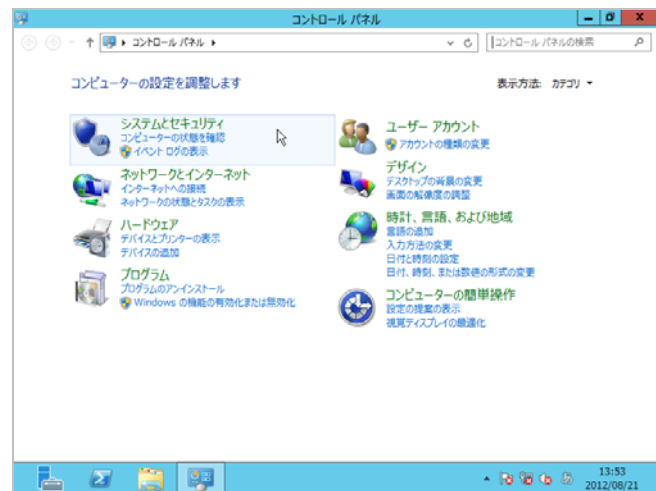 コントロール パネル
コントロール パネル
コントロール パネルの検索
コンピューターの設定を調整します
表示方法: カテゴリ
システムとセキュリティ
コンピューターの状態を確認
イベント ログの表示
ネットワークとインターネット
インターネットへの接続
ネットワークの状態とタスクの表示
ハードウェア
デバイスとプリンターの表示
デバイスの追加
プログラム
プログラムのアンインストール
Windows の機能の有効化または無効化
ユーザー アカウント
アカウントの種類の変更
デザイン
デスクトップの背景の変更
画面の解像度の調整
時計、言語、および地域
言語の追加
入力方法の変更
日付と時刻の設定
日付、時刻、または数値の形式の変更
コンピューターの簡単操作
設定の提案の表示
視覚ディスプレイの最適化
13:53
2012/08/21